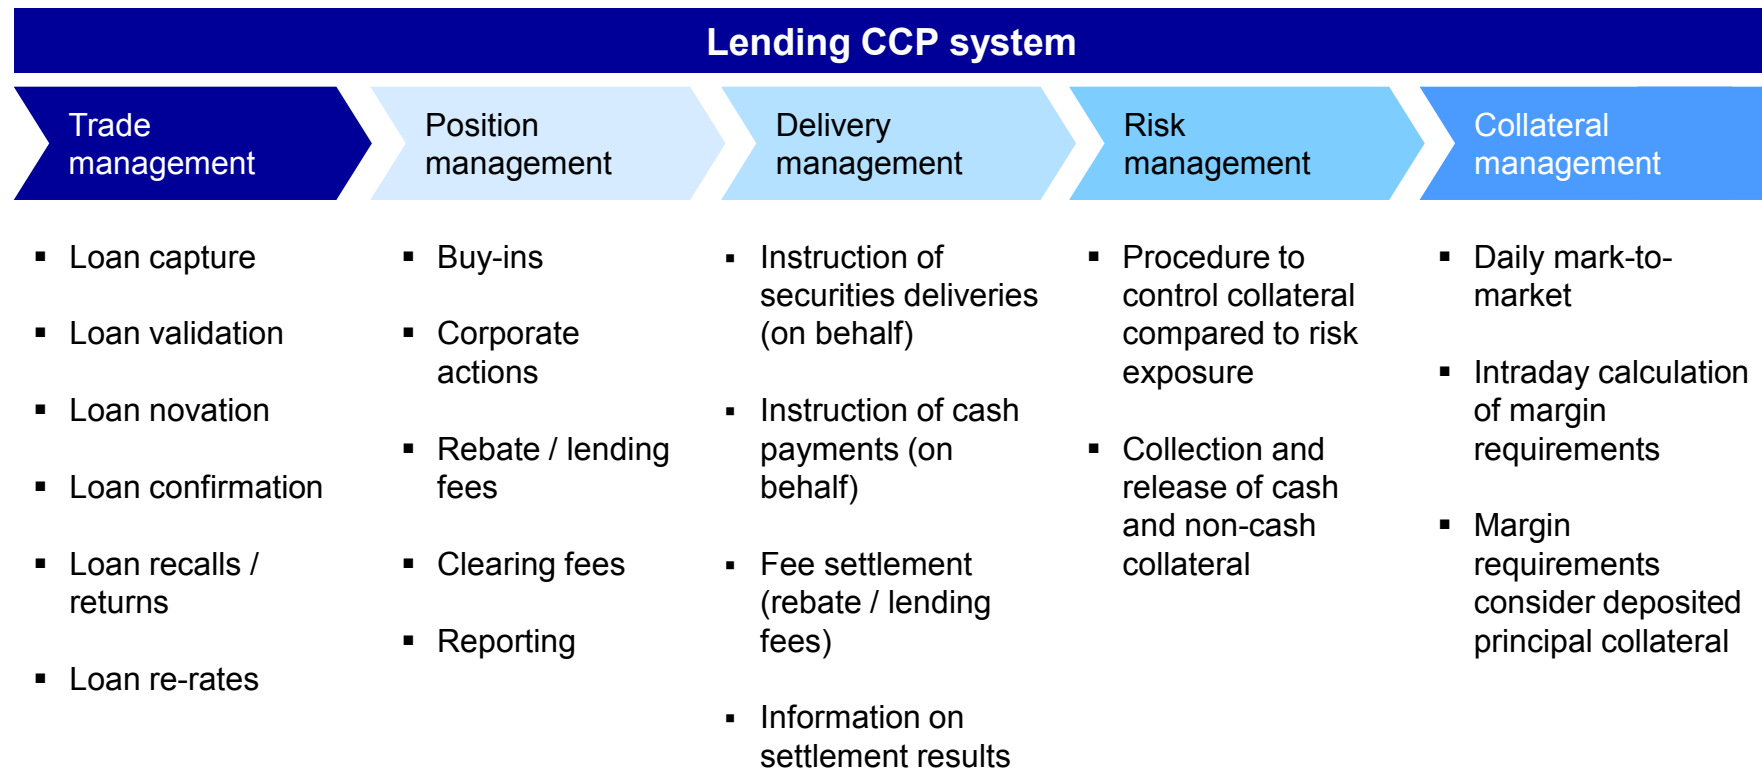 Lending CCP system
Trade
management
Position
management
Delivery
management
Risk
management
Collateral
management
▪ Loan capture
▪ Loan validation
▪ Loan novation
▪ Loan confirmation
▪ Loan recalls /
returns
▪ Loan re-rates
▪ Buy-ins
▪ Corporate
actions
▪ Rebate / lending
fees
▪ Clearing fees
▪ Reporting
▪ Instruction of
securities deliveries
(on behalf)
▪ Instruction of cash
payments (on
behalf)
▪ Fee settlement
(rebate / lending
fees)
▪ Information on
settlement results
▪ Procedure to
control collateral
compared to risk
exposure
▪ Collection and
release of cash
and non-cash
collateral
▪ Daily mark-to-
market
▪ Intraday calculation
of margin
requirements
▪ Margin
requirements
consider deposited
principal collateral